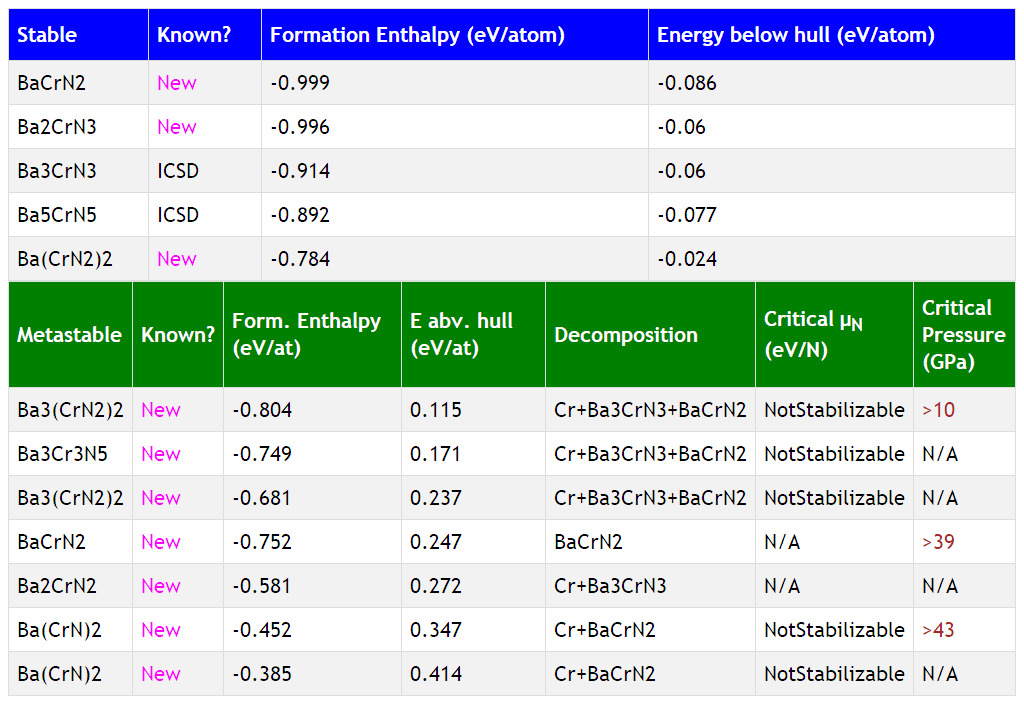 Stable Known? Formation Enthalpy (eV/atom) Energy below hull (eV/atom)
BaCrN2 New -0.999 -0.086
Ba2CrN3 New -0.996 -0.06
Ba3CrN3 ICSD -0.914 -0.06
Ba5CrN5 ICSD -0.892 -0.077
Ba(CrN2)2 New -0.784 -0.024
Metastable Known? Form. Enthalpy (eV/at) E abv. hull (eV/at) Decomposition Critical μN (eV/N) Critical Pressure (GPa)
Ba3(CrN2)2 New -0.804 0.115 Cr+Ba3CrN3+BaCrN2 NotStabilizable >10
Ba3Cr3N5 New -0.749 0.171 Cr+Ba3CrN3+BaCrN2 NotStabilizable N/A
Ba3(CrN2)2 New -0.681 0.237 Cr+Ba3CrN3+BaCrN2 NotStabilizable N/A
BaCrN2 New -0.752 0.247 BaCrN2 N/A >39
Ba2CrN2 New -0.581 0.272 Cr+Ba3CrN3 N/A N/A
Ba(CrN)2 New -0.452 0.347 Cr+BaCrN2 NotStabilizable >43
Ba(CrN)2 New -0.385 0.414 Cr+BaCrN2 NotStabilizable N/A